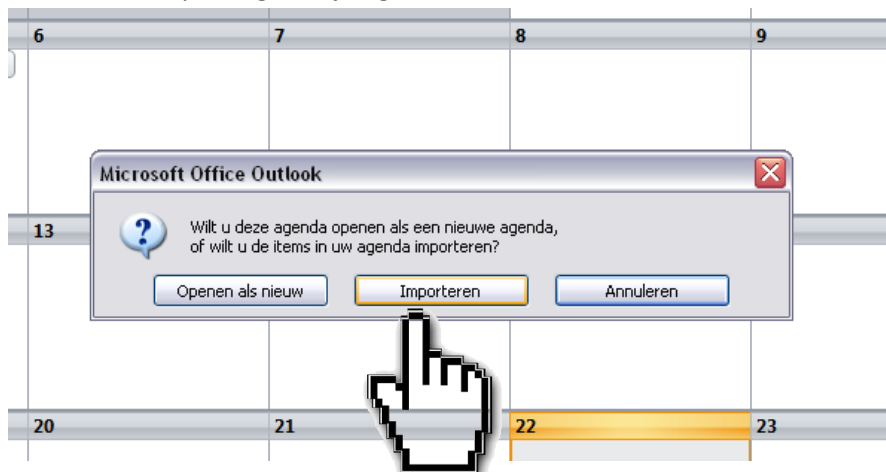 6 7 8 9
Microsoft Office Outlook
Wilt u deze agenda openen als een nieuwe agenda,
of wilt u de items in uw agenda importeren?
13
Openen als nieuw Importeren Annuleren
20 21 22 23